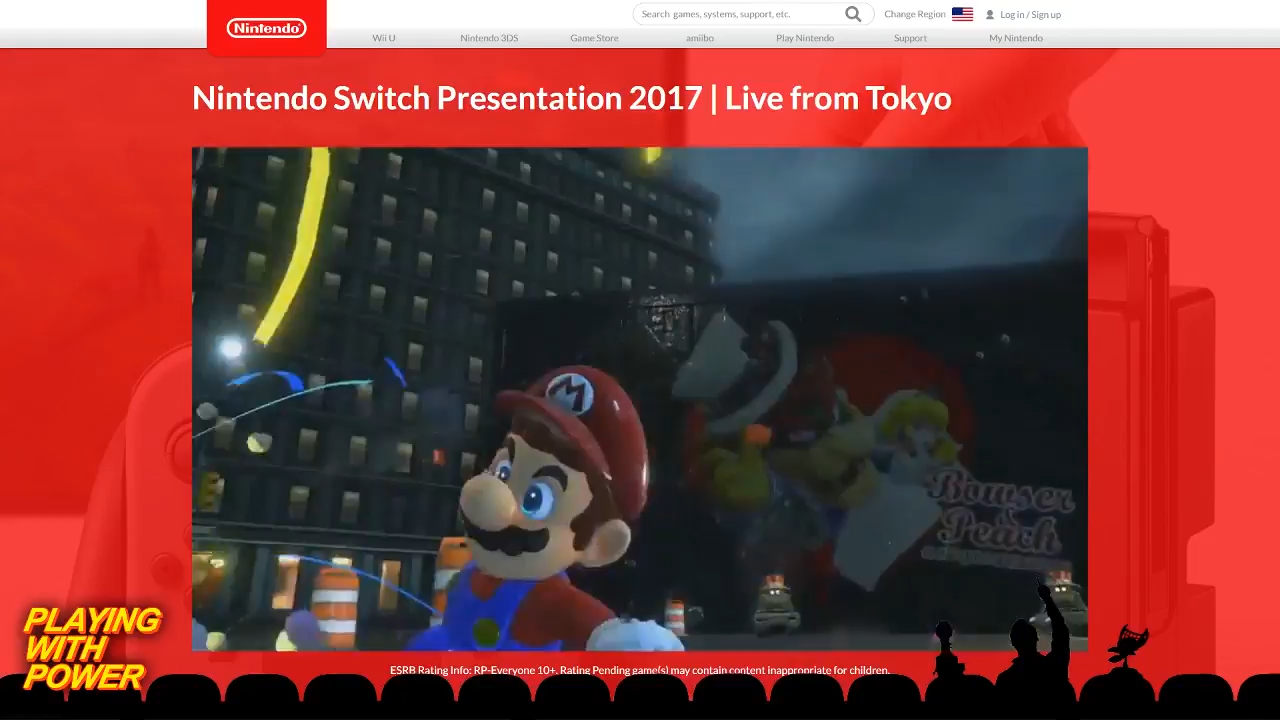 Nintendo
Search games, systems, support, etc.
Change Region
Log in / Sign up
Wii U
Nintendo 3DS
Game Store
amiibo
Play Nintendo
Support
My Nintendo
Nintendo Switch Presentation 2017 | Live from Tokyo
M
Bowser
&
Peach
PLAYING
WITH
POWER
ESRB Rating Info: RP-Everyone 10+. Rating Pending game(s) may contain content inappropriate for children.